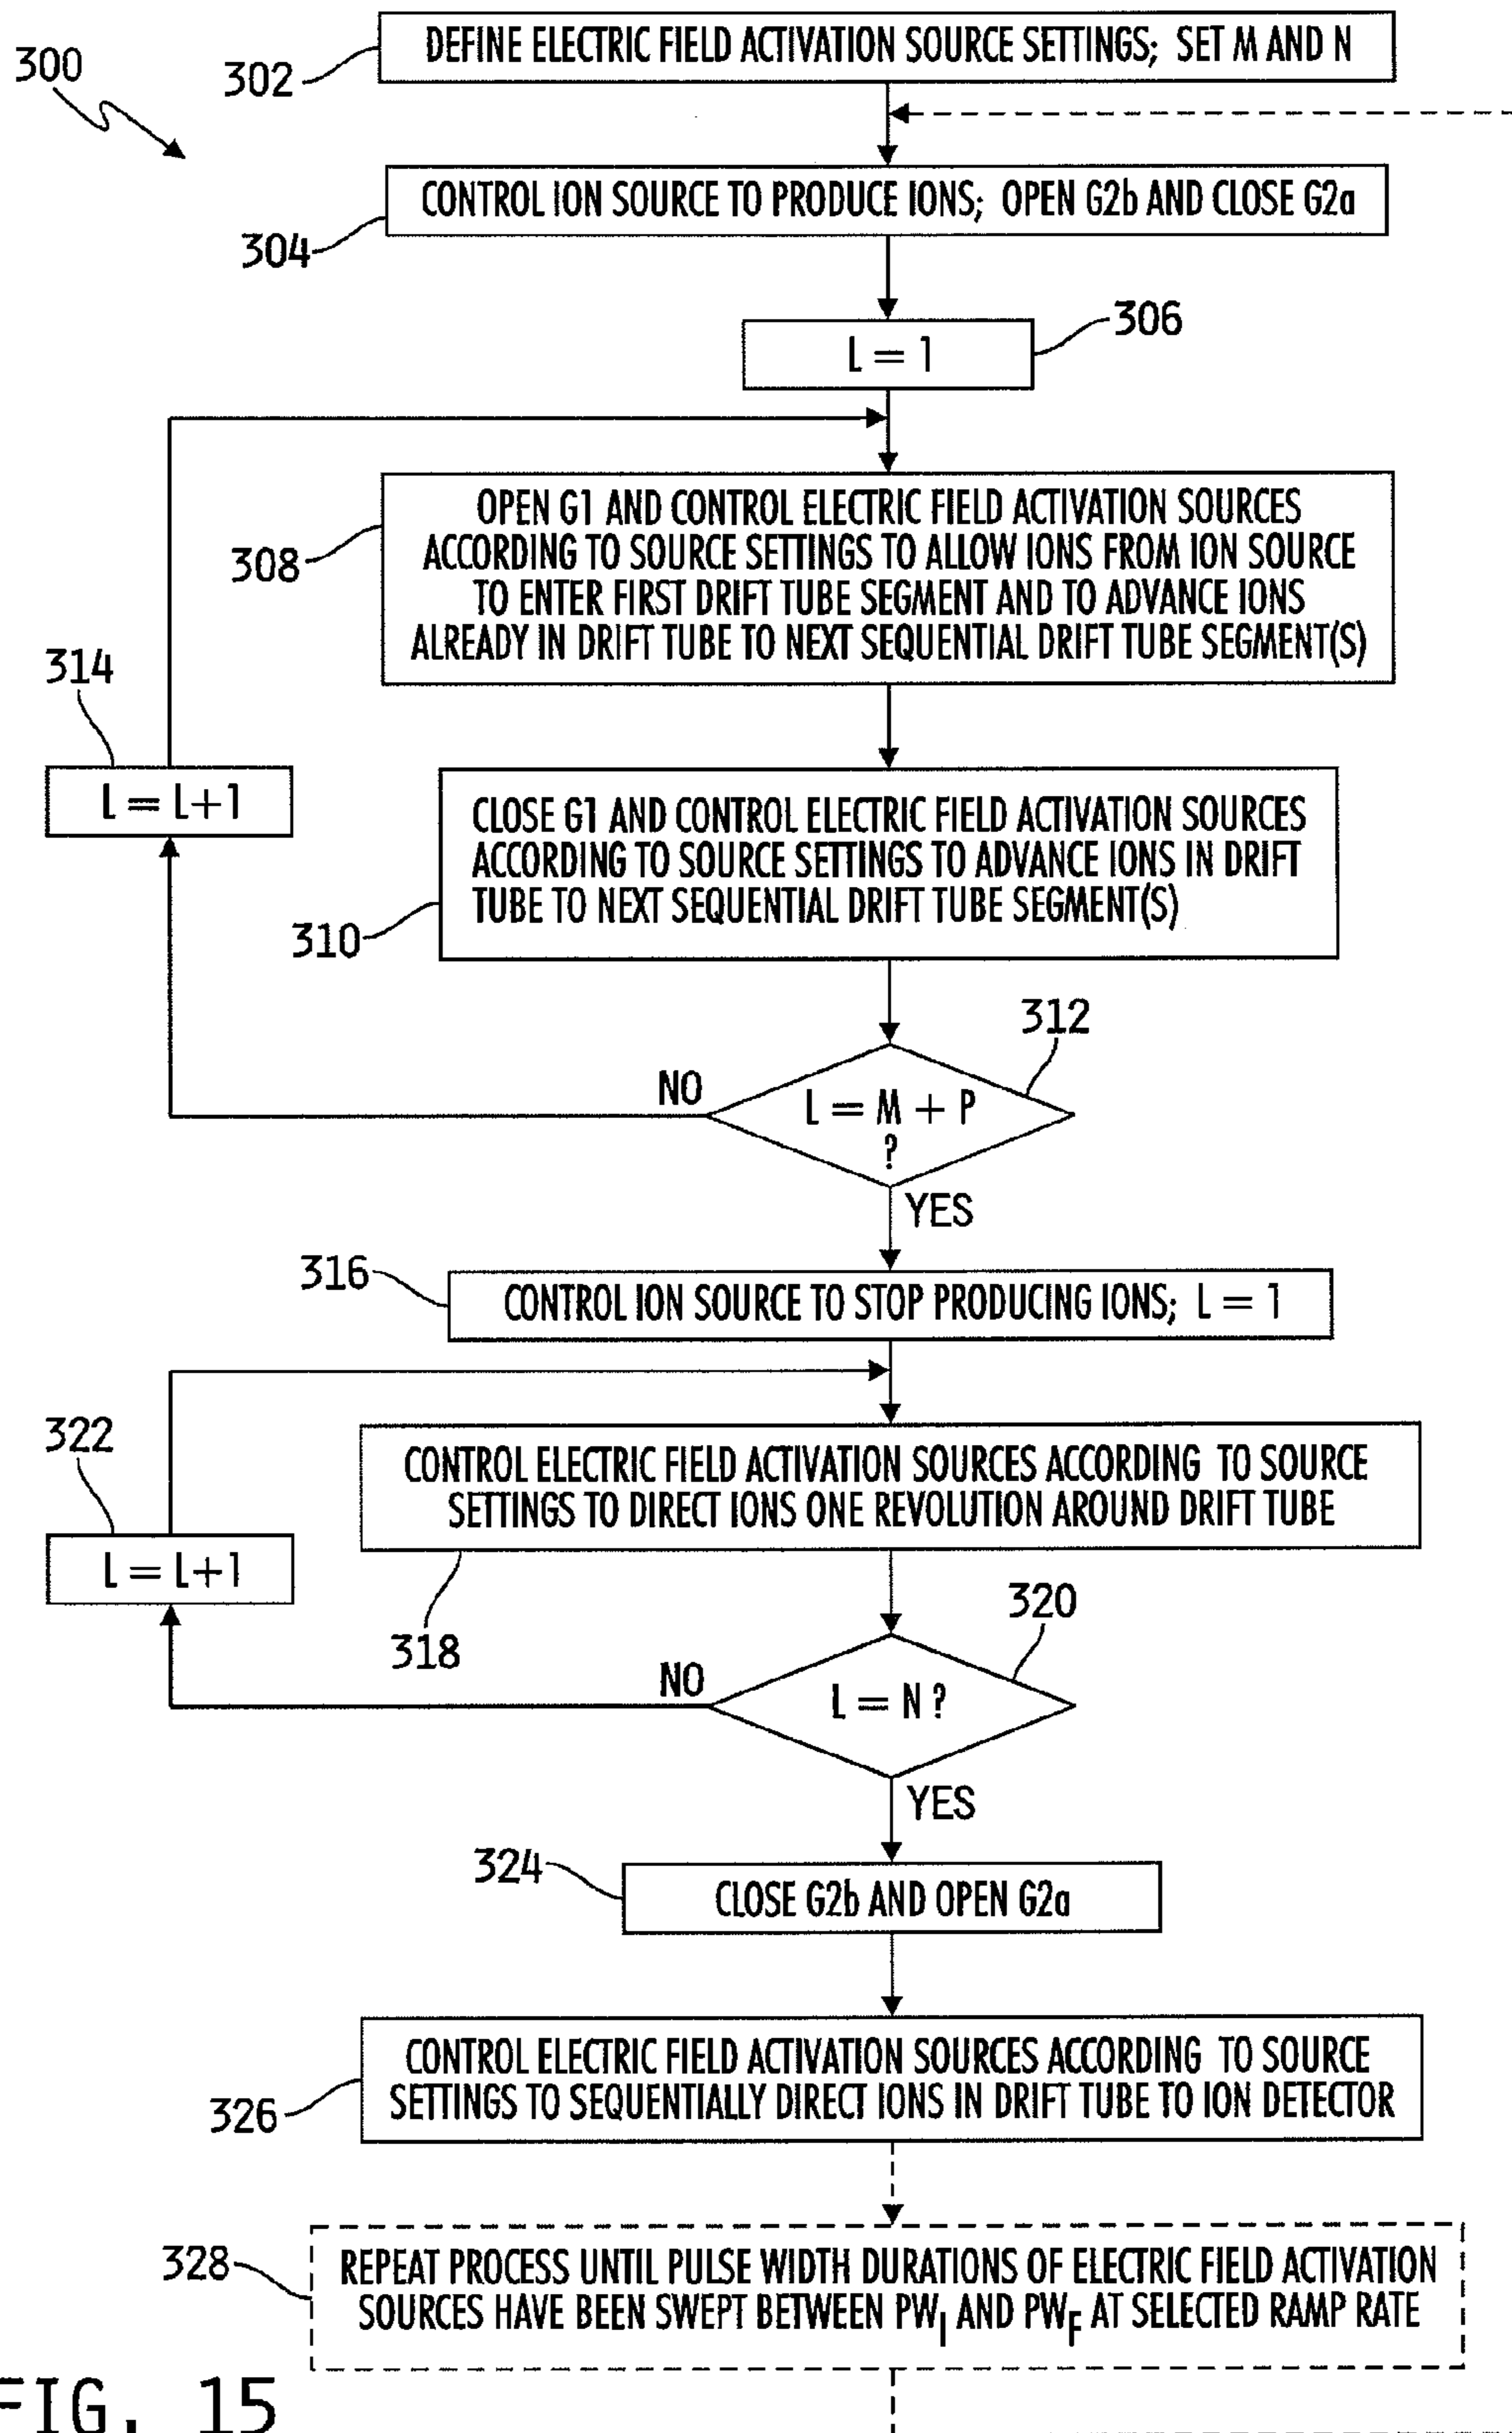 300
302
DEFINE ELECTRIC FIELD ACTIVATION SOURCE SETTINGS; SET M AND N
304
CONTROL ION SOURCE TO PRODUCE IONS; OPEN G2b AND CLOSE G2a
306
L = 1
308
OPEN G1 AND CONTROL ELECTRIC FIELD ACTIVATION SOURCES
ACCORDING TO SOURCE SETTINGS TO ALLOW IONS FROM ION SOURCE
TO ENTER FIRST DRIFT TUBE SEGMENT AND TO ADVANCE IONS
ALREADY IN DRIFT TUBE TO NEXT SEQUENTIAL DRIFT TUBE SEGMENT(S)
314
L = L+1
310
CLOSE G1 AND CONTROL ELECTRIC FIELD ACTIVATION SOURCES
ACCORDING TO SOURCE SETTINGS TO ADVANCE IONS IN DRIFT
TUBE TO NEXT SEQUENTIAL DRIFT TUBE SEGMENT(S)
312
NO
L = M + P
?
YES
316
CONTROL ION SOURCE TO STOP PRODUCING IONS; L = 1
322
L = L+1
CONTROL ELECTRIC FIELD ACTIVATION SOURCES ACCORDING TO SOURCE
SETTINGS TO DIRECT IONS ONE REVOLUTION AROUND DRIFT TUBE
318
320
NO
L = N ?
YES
324
CLOSE G2b AND OPEN G2a
326
CONTROL ELECTRIC FIELD ACTIVATION SOURCES ACCORDING TO SOURCE
SETTINGS TO SEQUENTIALLY DIRECT IONS IN DRIFT TUBE TO ION DETECTOR
328
REPEAT PROCESS UNTIL PULSE WIDTH DURATIONS OF ELECTRIC FIELD ACTIVATION
SOURCES HAVE BEEN SWEPT BETWEEN PWI AND PWF AT SELECTED RAMP RATE
FIG. 15